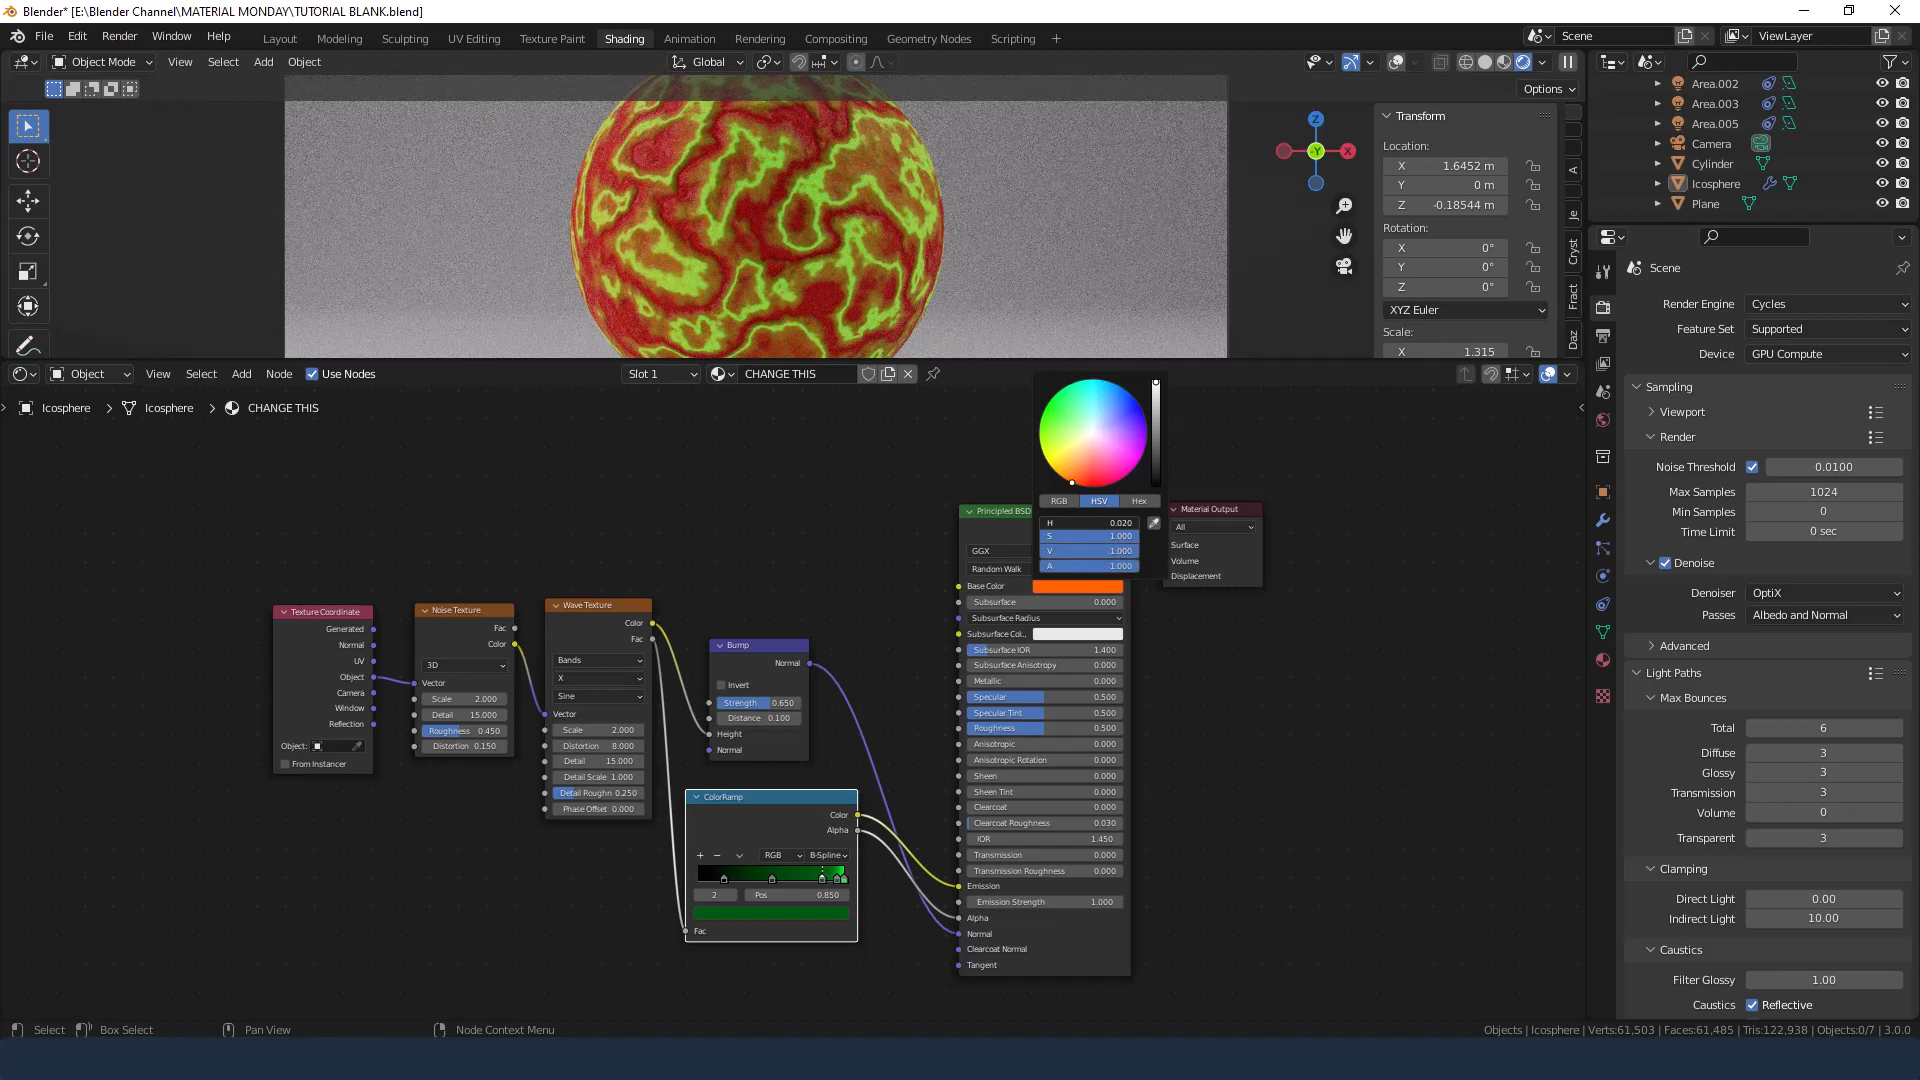 Blender* [E:\Blender Channel\MATERIAL MONDAY\TUTORIAL BLANK.blend]
File Edit Render Window Help Layout Modeling Sculpting UV Editing Texture Paint Shading Animation Rendering Compositing Geometry Nodes Scripting + Scene ViewLayer
Object Mode View Select Add Object Global
Options
Transform
Location:
X 1.6452 m
Y 0 m
Z -0.18544 m
Rotation:
X 0°
Y 0°
Z 0°
XYZ Euler
Scale:
X 1.315
Z
-Y
X
A
Je
Cryst
Fract
Daz
Area.002
Area.003
Area.005
Camera
Cylinder
Icosphere
Plane
Scene
Render Engine Cycles
Feature Set Supported
Device GPU Compute
Sampling
Viewport
Render
Noise Threshold 0.0100
Max Samples 1024
Min Samples 0
Time Limit 0 sec
Denoise
Denoiser OptiX
Passes Albedo and Normal
Advanced
Light Paths
Max Bounces
Total 6
Diffuse 3
Glossy 3
Transmission 3
Volume 0
Transparent 3
Clamping
Direct Light 0.00
Indirect Light 10.00
Caustics
Filter Glossy 1.00
Caustics Reflective
Object View Select Add Node Use Nodes Slot 1 CHANGE THIS
Icosphere > Icosphere > CHANGE THIS
Texture Coordinate
Generated
Normal
UV
Object
Camera
Window
Reflection
Object:
From Instancer
Noise Texture
Fac
Color
3D
Vector
Scale 2.000
Detail 15.000
Roughness 0.450
Distortion 0.150
Wave Texture
Color
Fac
Bands
X
Sine
Vector
Scale 2.000
Distortion 8.000
Detail 15.000
Detail Scale 1.000
Detail Roughn 0.250
Phase Offset 0.000
Bump
Normal
Invert
Strength 0.650
Distance 0.100
Height
Normal
ColorRamp
Color
Alpha
+ − RGB B-Spline
2 Pos 0.850
Fac
RGB HSV Hex
H 0.020
S 1.000
V 1.000
A 1.000
Principled BSD
GGX
Random Walk
Base Color
Subsurface 0.000
Subsurface Radius
Subsurface Col..
Subsurface IOR 1.400
Subsurface Anisotropy 0.000
Metallic 0.000
Specular 0.500
Specular Tint 0.500
Roughness 0.500
Anisotropic 0.000
Anisotropic Rotation 0.000
Sheen 0.000
Sheen Tint 0.000
Clearcoat 0.000
Clearcoat Roughness 0.030
IOR 1.450
Transmission 0.000
Transmission Roughness 0.000
Emission
Emission Strength 1.000
Alpha
Normal
Clearcoat Normal
Tangent
Material Output
All
Surface
Volume
Displacement
Select Box Select Pan View Node Context Menu Objects | Icosphere | Verts:61,503 | Faces:61,485 | Tris:122,938 | Objects:0/7 | 3.0.0